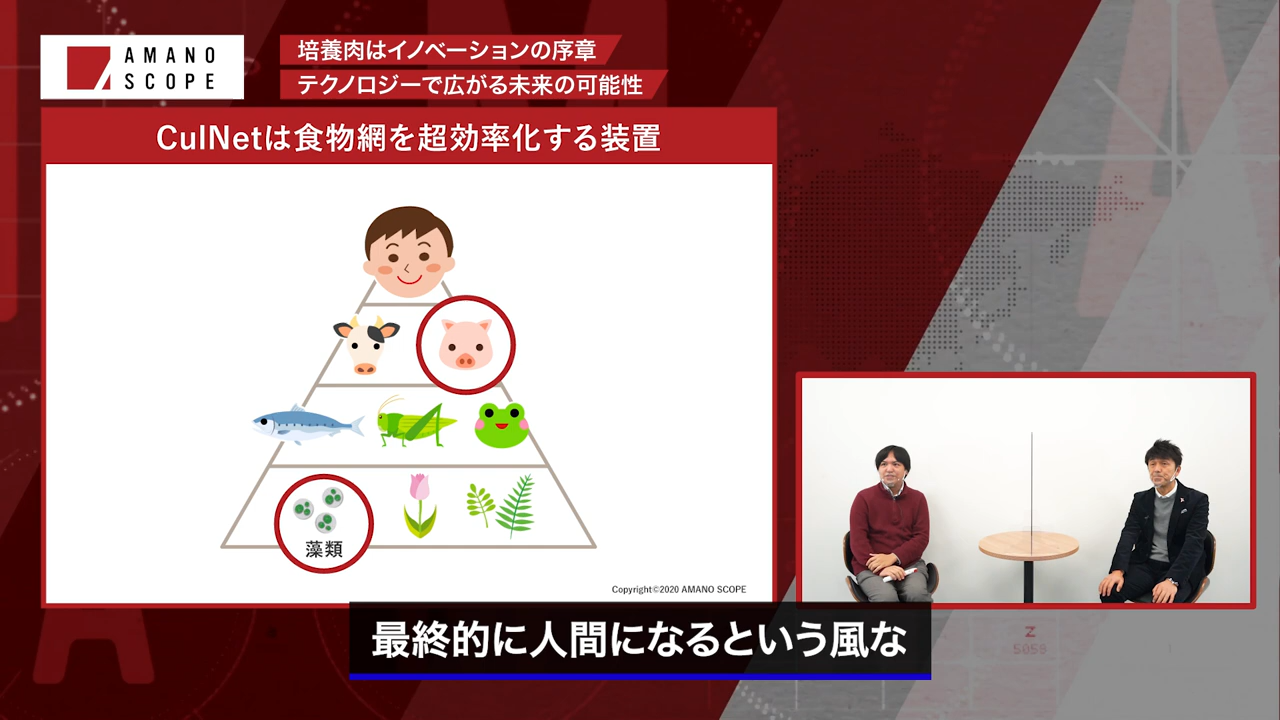 AMANO
SCOPE
培養肉はイノベーションの序章
テクノロジーで広がる未来の可能性
CulNetは食物網を超効率化する装置
藻類
Copyright©2020 AMANO SCOPE
最終的に人間になるという風な
Z
5059